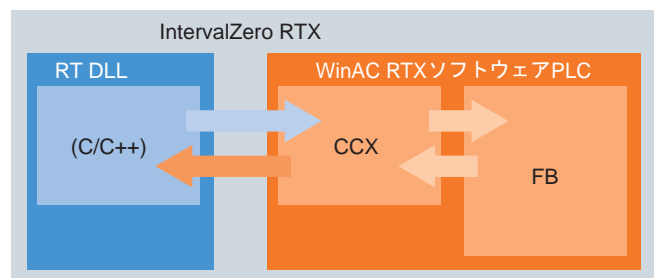 IntervalZero RTX
RT DLL
WinAC RTXソフトウェアPLC
(C/C++)
CCX
FB